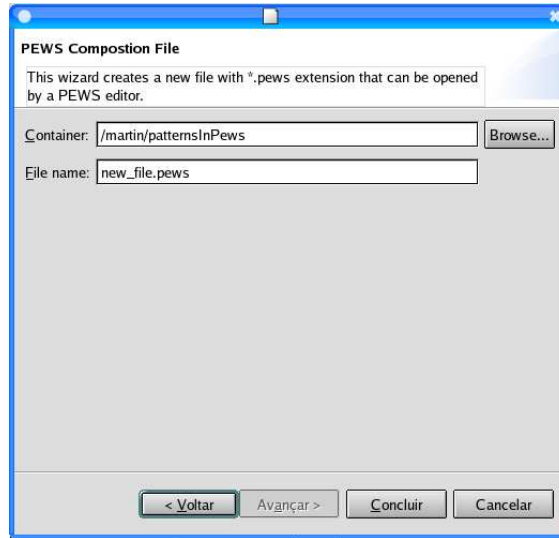 PEWS Compostion File
This wizard creates a new file with *.pews extension that can be opened
by a PEWS editor.
Container: /martin/patternsInPews Browse...
File name: new_file.pews
< Voltar Avançar > Concluir Cancelar